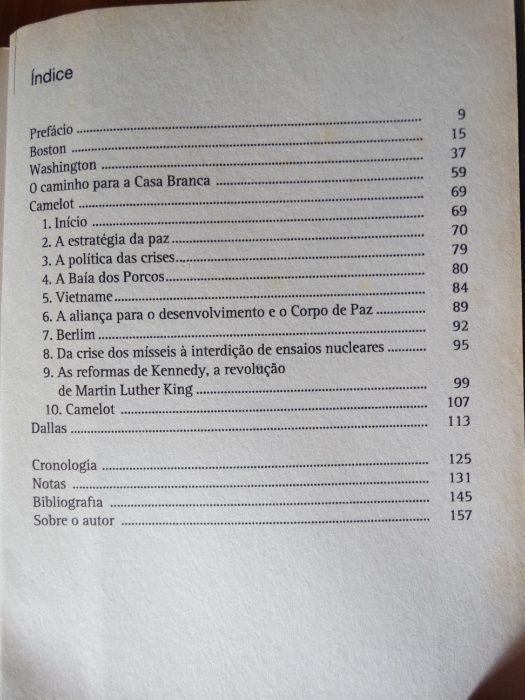 Índice
Prefácio ........ 9
Boston ........ 15
Washington ........ 37
O caminho para a Casa Branca ........ 59
Camelot ........ 69
1. Início ........ 69
2. A estratégia da paz ........ 70
3. A política das crises ........ 79
4. A Baía dos Porcos ........ 80
5. Vietname ........ 84
6. A aliança para o desenvolvimento e o Corpo de Paz ........ 89
7. Berlim ........ 92
8. Da crise dos mísseis à interdição de ensaios nucleares ........ 95
9. As reformas de Kennedy, a revolução
de Martin Luther King ........ 99
10. Camelot ........ 107
Dallas ........ 113
Cronologia ........ 125
Notas ........ 131
Bibliografia ........ 145
Sobre o autor ........ 157